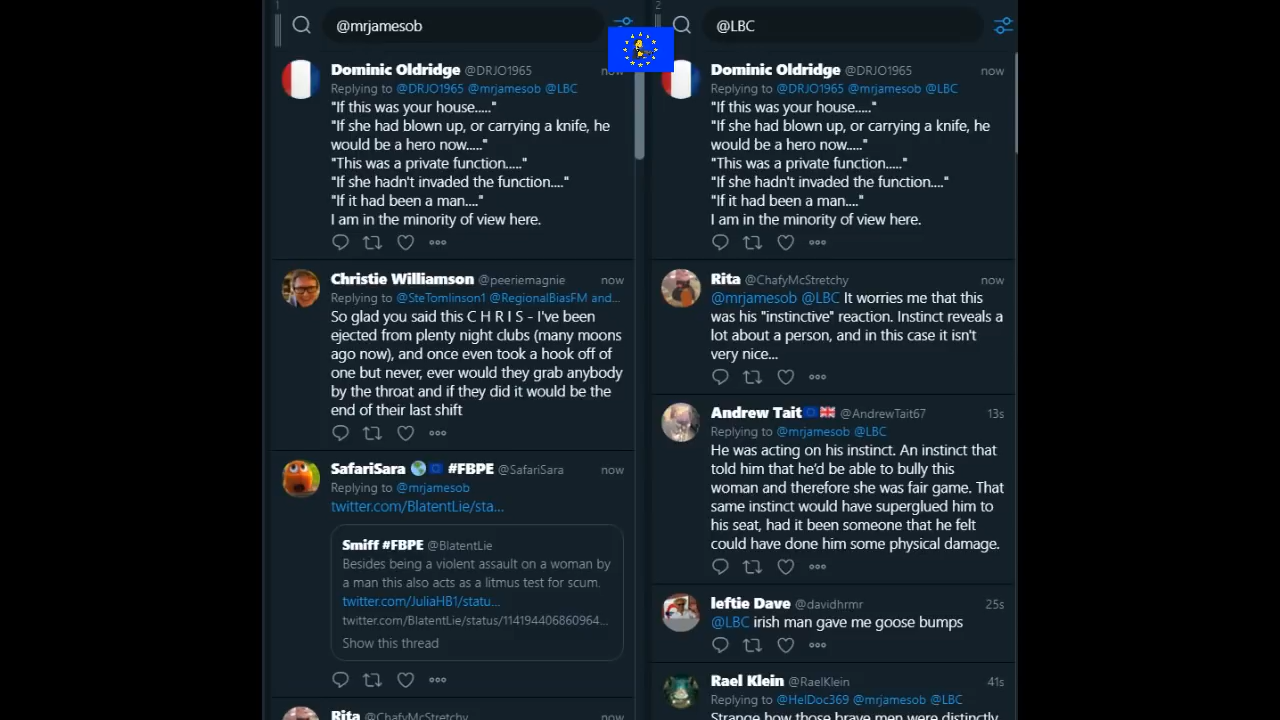 1
@mrjamesob
Dominic Oldridge @DRJO1965 now
Replying to @DRJO1965 @mrjamesob @LBC
"If this was your house....."
"If she had blown up, or carrying a knife, he
would be a hero now....."
"This was a private function....."
"If she hadn't invaded the function...."
"If it had been a man...."
I am in the minority of view here.
Christie Williamson @peeriemagnie now
Replying to @SteTomlinson1 @RegionalBiasFM and...
So glad you said this C H R I S - I've been
ejected from plenty night clubs (many moons
ago now), and once even took a hook off of
one but never, ever would they grab anybody
by the throat and if they did it would be the
end of their last shift
SafariSara #FBPE @SafariSara now
Replying to @mrjamesob
twitter.com/BlatentLie/sta...
Smiff #FBPE @BlatentLie
Besides being a violent assault on a woman by
a man this also acts as a litmus test for scum.
twitter.com/JuliaHB1/statu...
twitter.com/BlatentLie/status/114194406860964...
Show this thread
Rita @ChafyMcStretchy now
2
@LBC
Dominic Oldridge @DRJO1965 now
Replying to @DRJO1965 @mrjamesob @LBC
"If this was your house....."
"If she had blown up, or carrying a knife, he
would be a hero now....."
"This was a private function....."
"If she hadn't invaded the function...."
"If it had been a man...."
I am in the minority of view here.
Rita @ChafyMcStretchy now
@mrjamesob @LBC It worries me that this
was his "instinctive" reaction. Instinct reveals a
lot about a person, and in this case it isn't
very nice...
Andrew Tait @AndrewTait67 13s
Replying to @mrjamesob @LBC
He was acting on his instinct. An instinct that
told him that he'd be able to bully this
woman and therefore she was fair game. That
same instinct would have superglued him to
his seat, had it been someone that he felt
could have done him some physical damage.
leftie Dave @davidhrmr 25s
@LBC irish man gave me goose bumps
Rael Klein @RaelKlein 41s
Replying to @HelDoc369 @mrjamesob @LBC
Strange how those brave men were distinctly